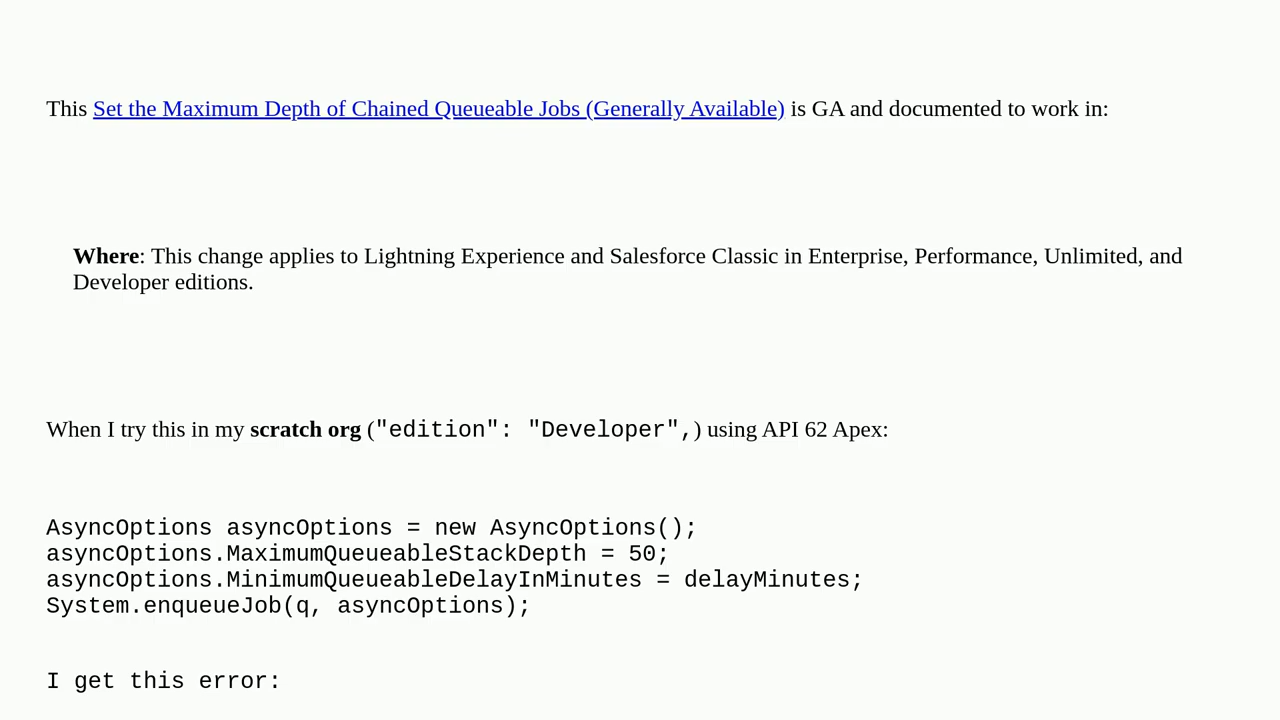 This Set the Maximum Depth of Chained Queueable Jobs (Generally Available) is GA and documented to work in:
Where: This change applies to Lightning Experience and Salesforce Classic in Enterprise, Performance, Unlimited, and
Developer editions.
When I try this in my scratch org ("edition": "Developer",) using API 62 Apex:
AsyncOptions asyncOptions = new AsyncOptions();
asyncOptions.MaximumQueueableStackDepth = 50;
asyncOptions.MinimumQueueableDelayInMinutes = delayMinutes;
System.enqueueJob(q, asyncOptions);
I get this error: